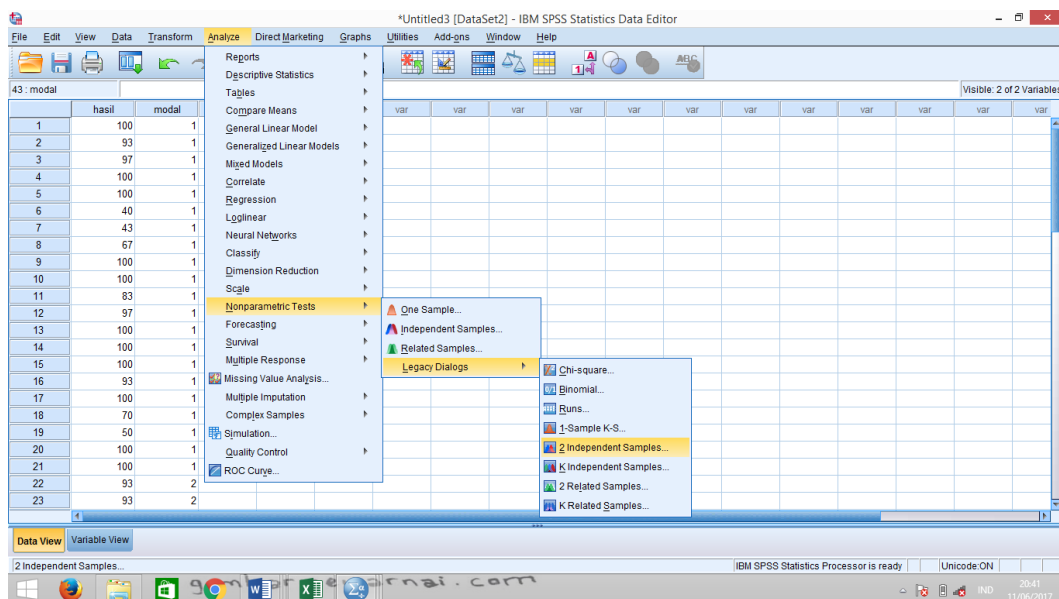 *Untitled3 [DataSet2] - IBM SPSS Statistics Data Editor
File Edit View Data Transform Analyze Direct Marketing Graphs Utilities Add-ons Window Help
43 : modal
Visible: 2 of 2 Variables
hasil modal var var var var var var var var var var var var var var
1 100 1
2 93 1
3 97 1
4 100 1
5 100 1
6 40 1
7 43 1
8 67 1
9 100 1
10 100 1
11 83 1
12 97 1
13 100 1
14 100 1
15 100 1
16 93 1
17 100 1
18 70 1
19 50 1
20 100 1
21 100 1
22 93 2
23 93 2
Reports
Descriptive Statistics
Tables
Compare Means
General Linear Model
Generalized Linear Models
Mixed Models
Correlate
Regression
Loglinear
Neural Networks
Classify
Dimension Reduction
Scale
Nonparametric Tests
Forecasting
Survival
Multiple Response
Missing Value Analysis...
Multiple Imputation
Complex Samples
Simulation...
Quality Control
ROC Curve...
One Sample...
Independent Samples...
Related Samples...
Legacy Dialogs
Chi-square...
Binomial...
Runs...
1-Sample K-S...
2 Independent Samples...
K Independent Samples...
2 Related Samples...
K Related Samples...
Data View Variable View
2 Independent Samples...
IBM SPSS Statistics Processor is ready
Unicode:ON
IND
20:41
11/06/2017